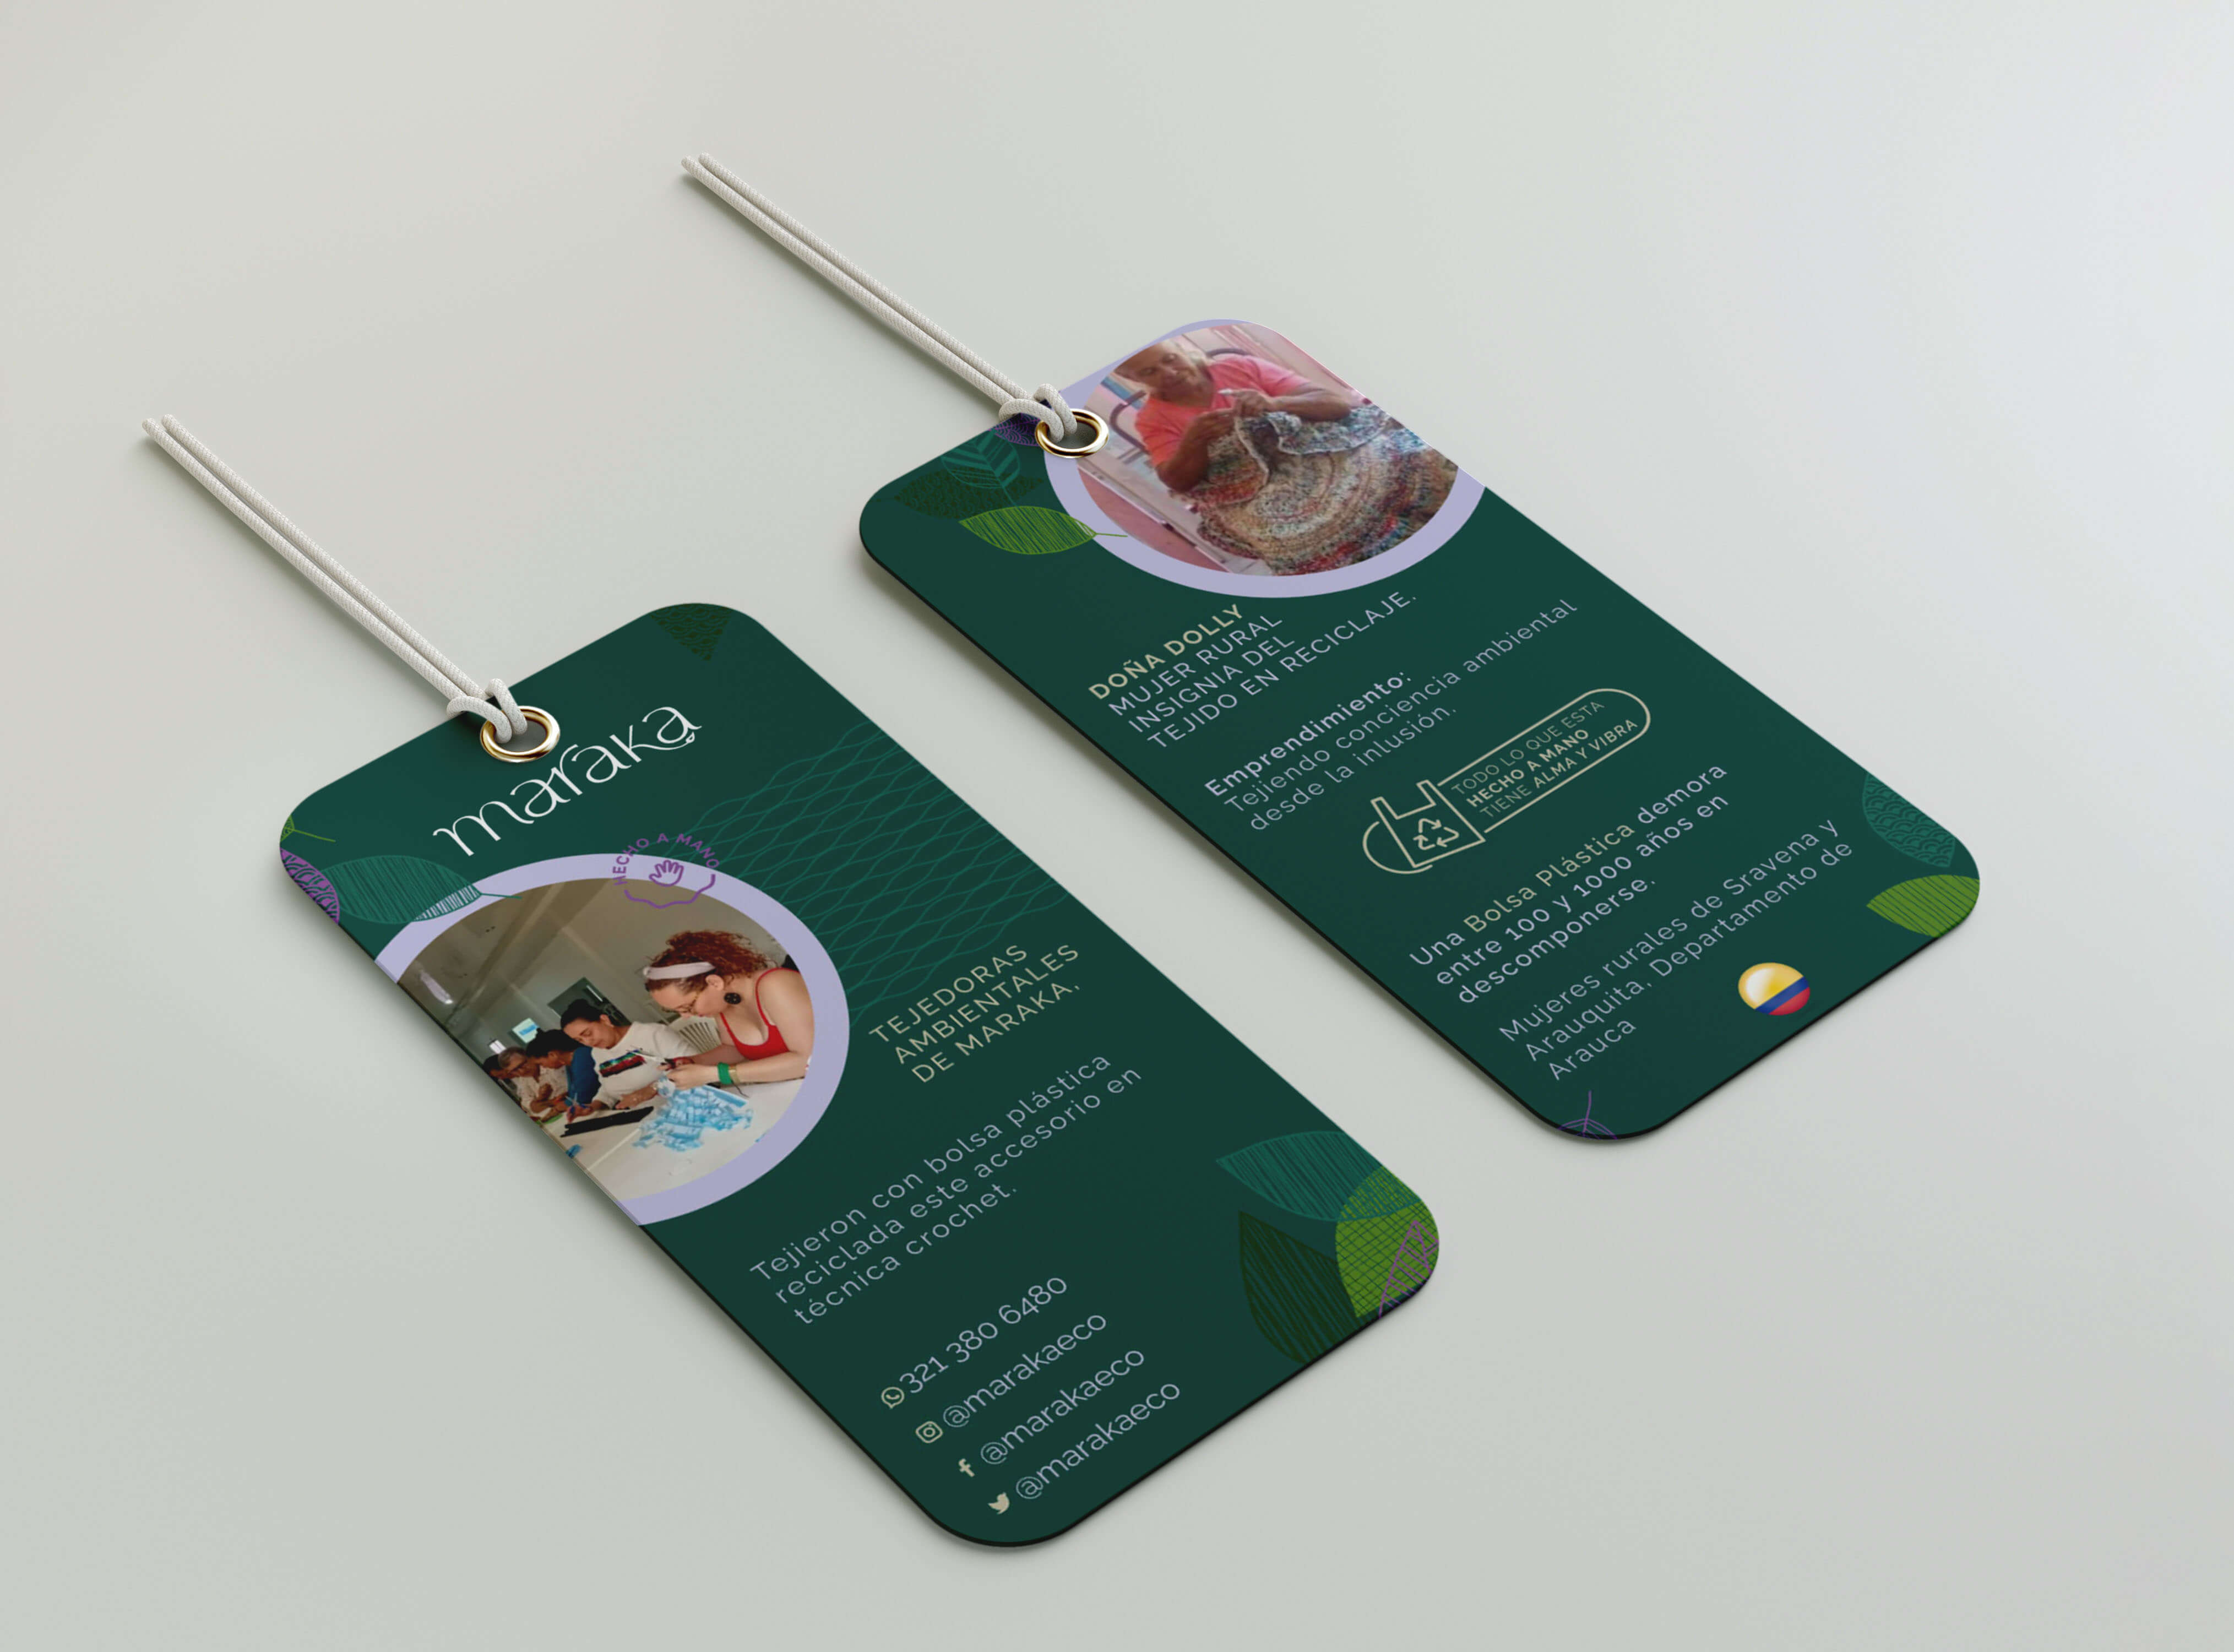 maraka
HECHO A MANO
TEJEDORAS
AMBIENTALES
DE MARAKA,
Tejieron con bolsa plástica
reciclada este accesorio en
técnica crochet.
321 380 6480
@marakaeco
@marakaeco
@marakaeco
DOÑA DOLLY
MUJER RURAL
INSIGNIA DEL
TEJIDO EN RECICLAJE.
Emprendimiento:
Tejiendo conciencia ambiental
desde la inlusión.
TODO LO QUE ESTA
HECHO A MANO
TIENE ALMA Y VIBRA
Una Bolsa Plástica demora
entre 100 y 1000 años en
descomponerse.
Mujeres rurales de Sravena y
Arauquita, Departamento de
Arauca